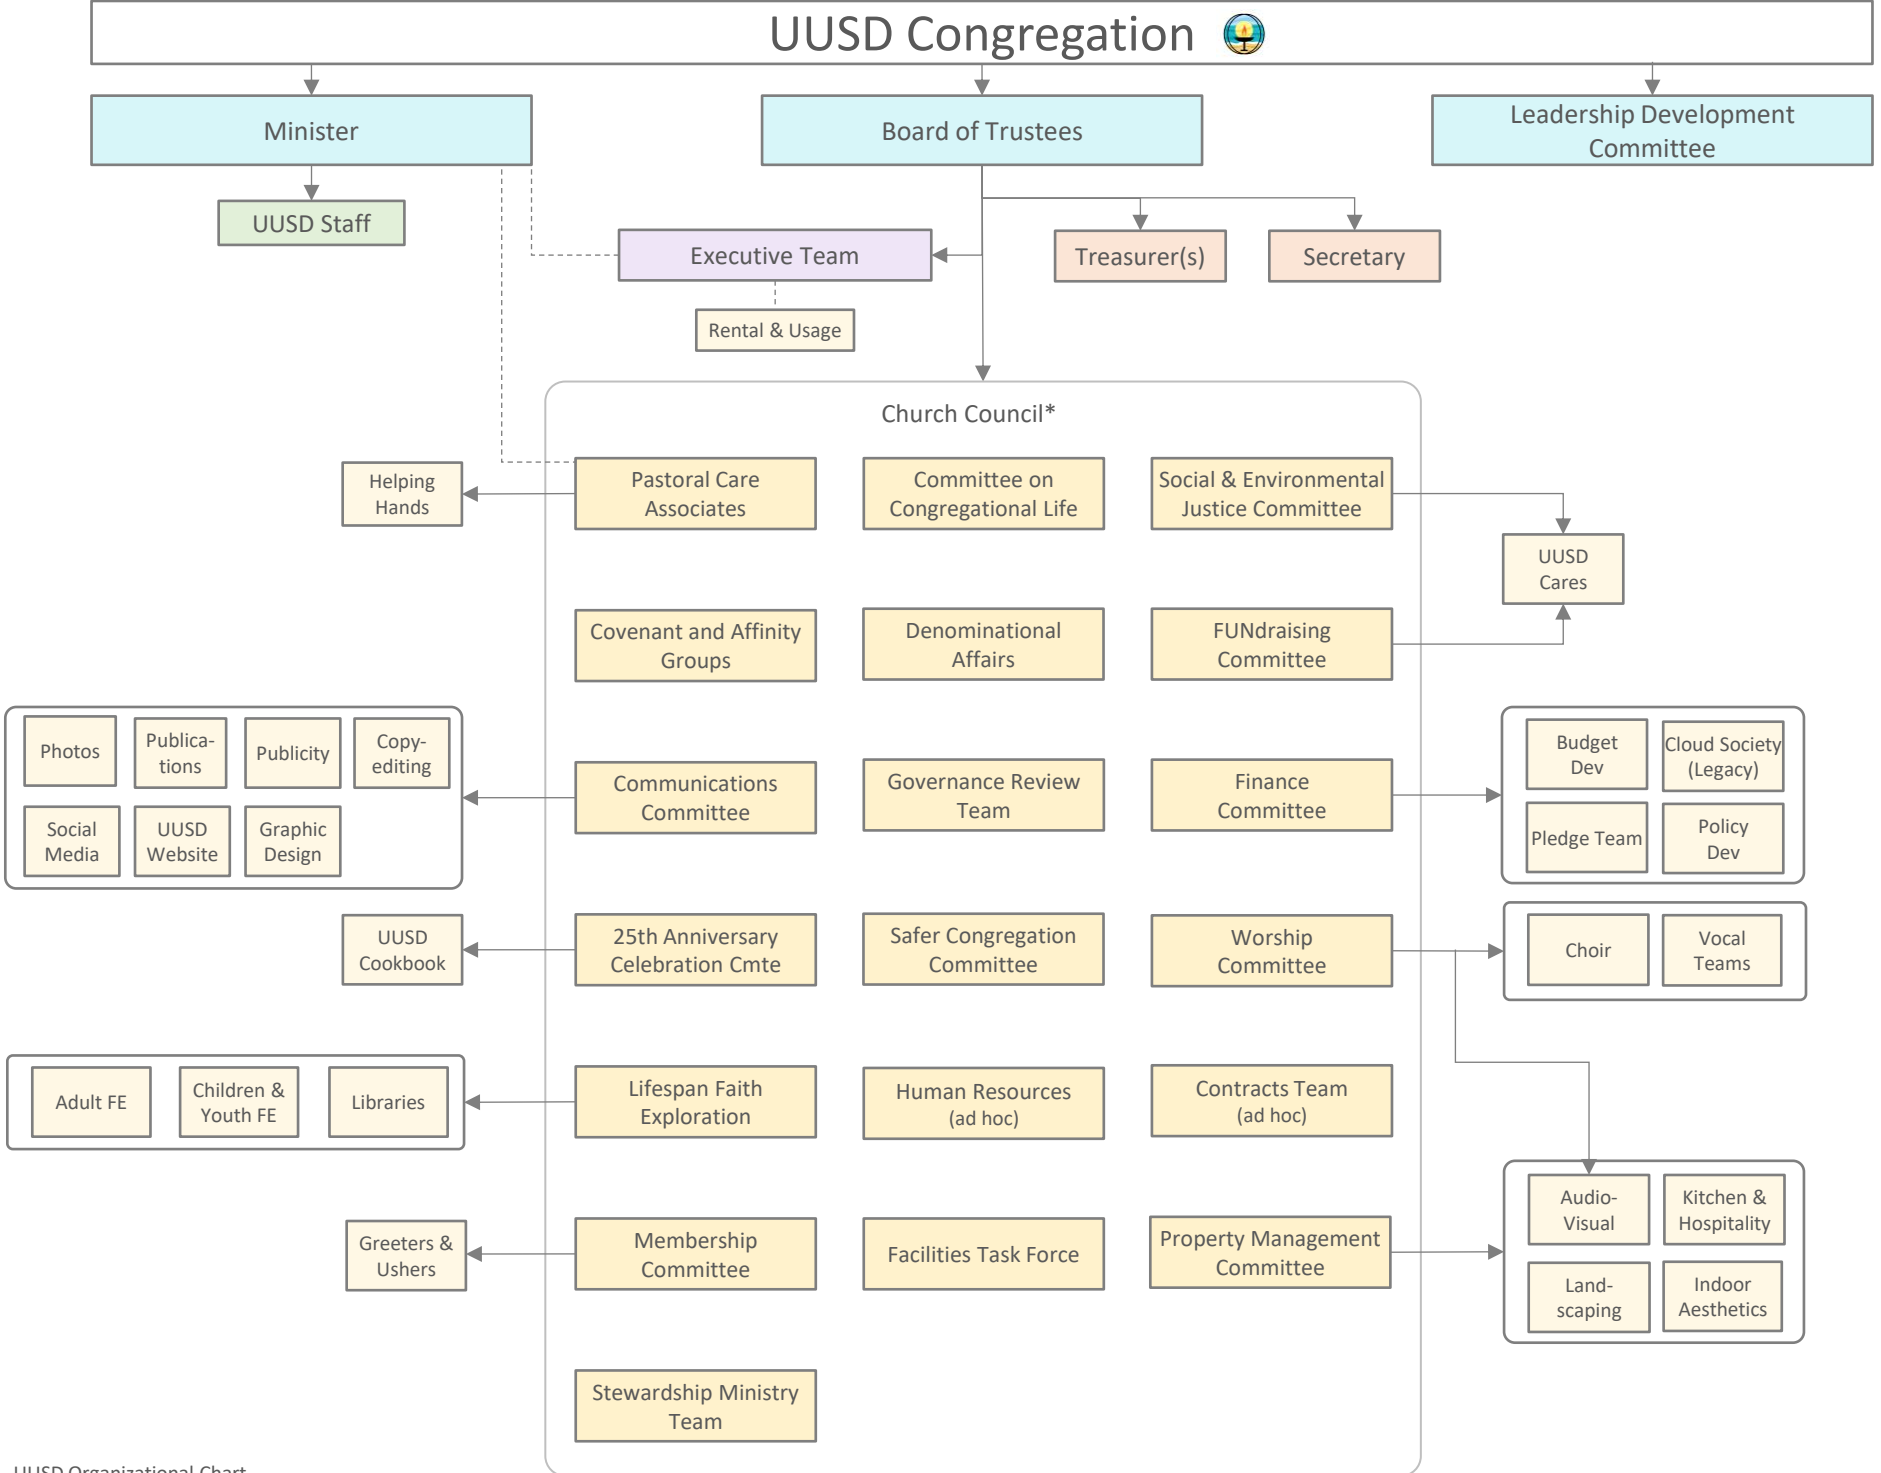 UUSD Congregation
Minister
Board of Trustees
Leadership Development
Committee
UUSD Staff
Executive Team
Treasurer(s)
Secretary
Rental & Usage
Church Council*
Helping
Hands
Pastoral Care
Associates
Committee on
Congregational Life
Social & Environmental
Justice Committee
UUSD
Cares
Covenant and Affinity
Groups
Denominational
Affairs
FUNdraising
Committee
Photos
Publica-
tions
Publicity
Copy-
editing
Social
Media
UUSD
Website
Graphic
Design
Communications
Committee
Governance Review
Team
Finance
Committee
Budget
Dev
Cloud Society
(Legacy)
Pledge Team
Policy
Dev
UUSD
Cookbook
25th Anniversary
Celebration Cmte
Safer Congregation
Committee
Worship
Committee
Choir
Vocal
Teams
Adult FE
Children &
Youth FE
Libraries
Lifespan Faith
Exploration
Human Resources
(ad hoc)
Contracts Team
(ad hoc)
Greeters &
Ushers
Membership
Committee
Facilities Task Force
Property Management
Committee
Audio-
Visual
Kitchen &
Hospitality
Land-
scaping
Indoor
Aesthetics
Stewardship Ministry
Team
UUSD Organizational Chart